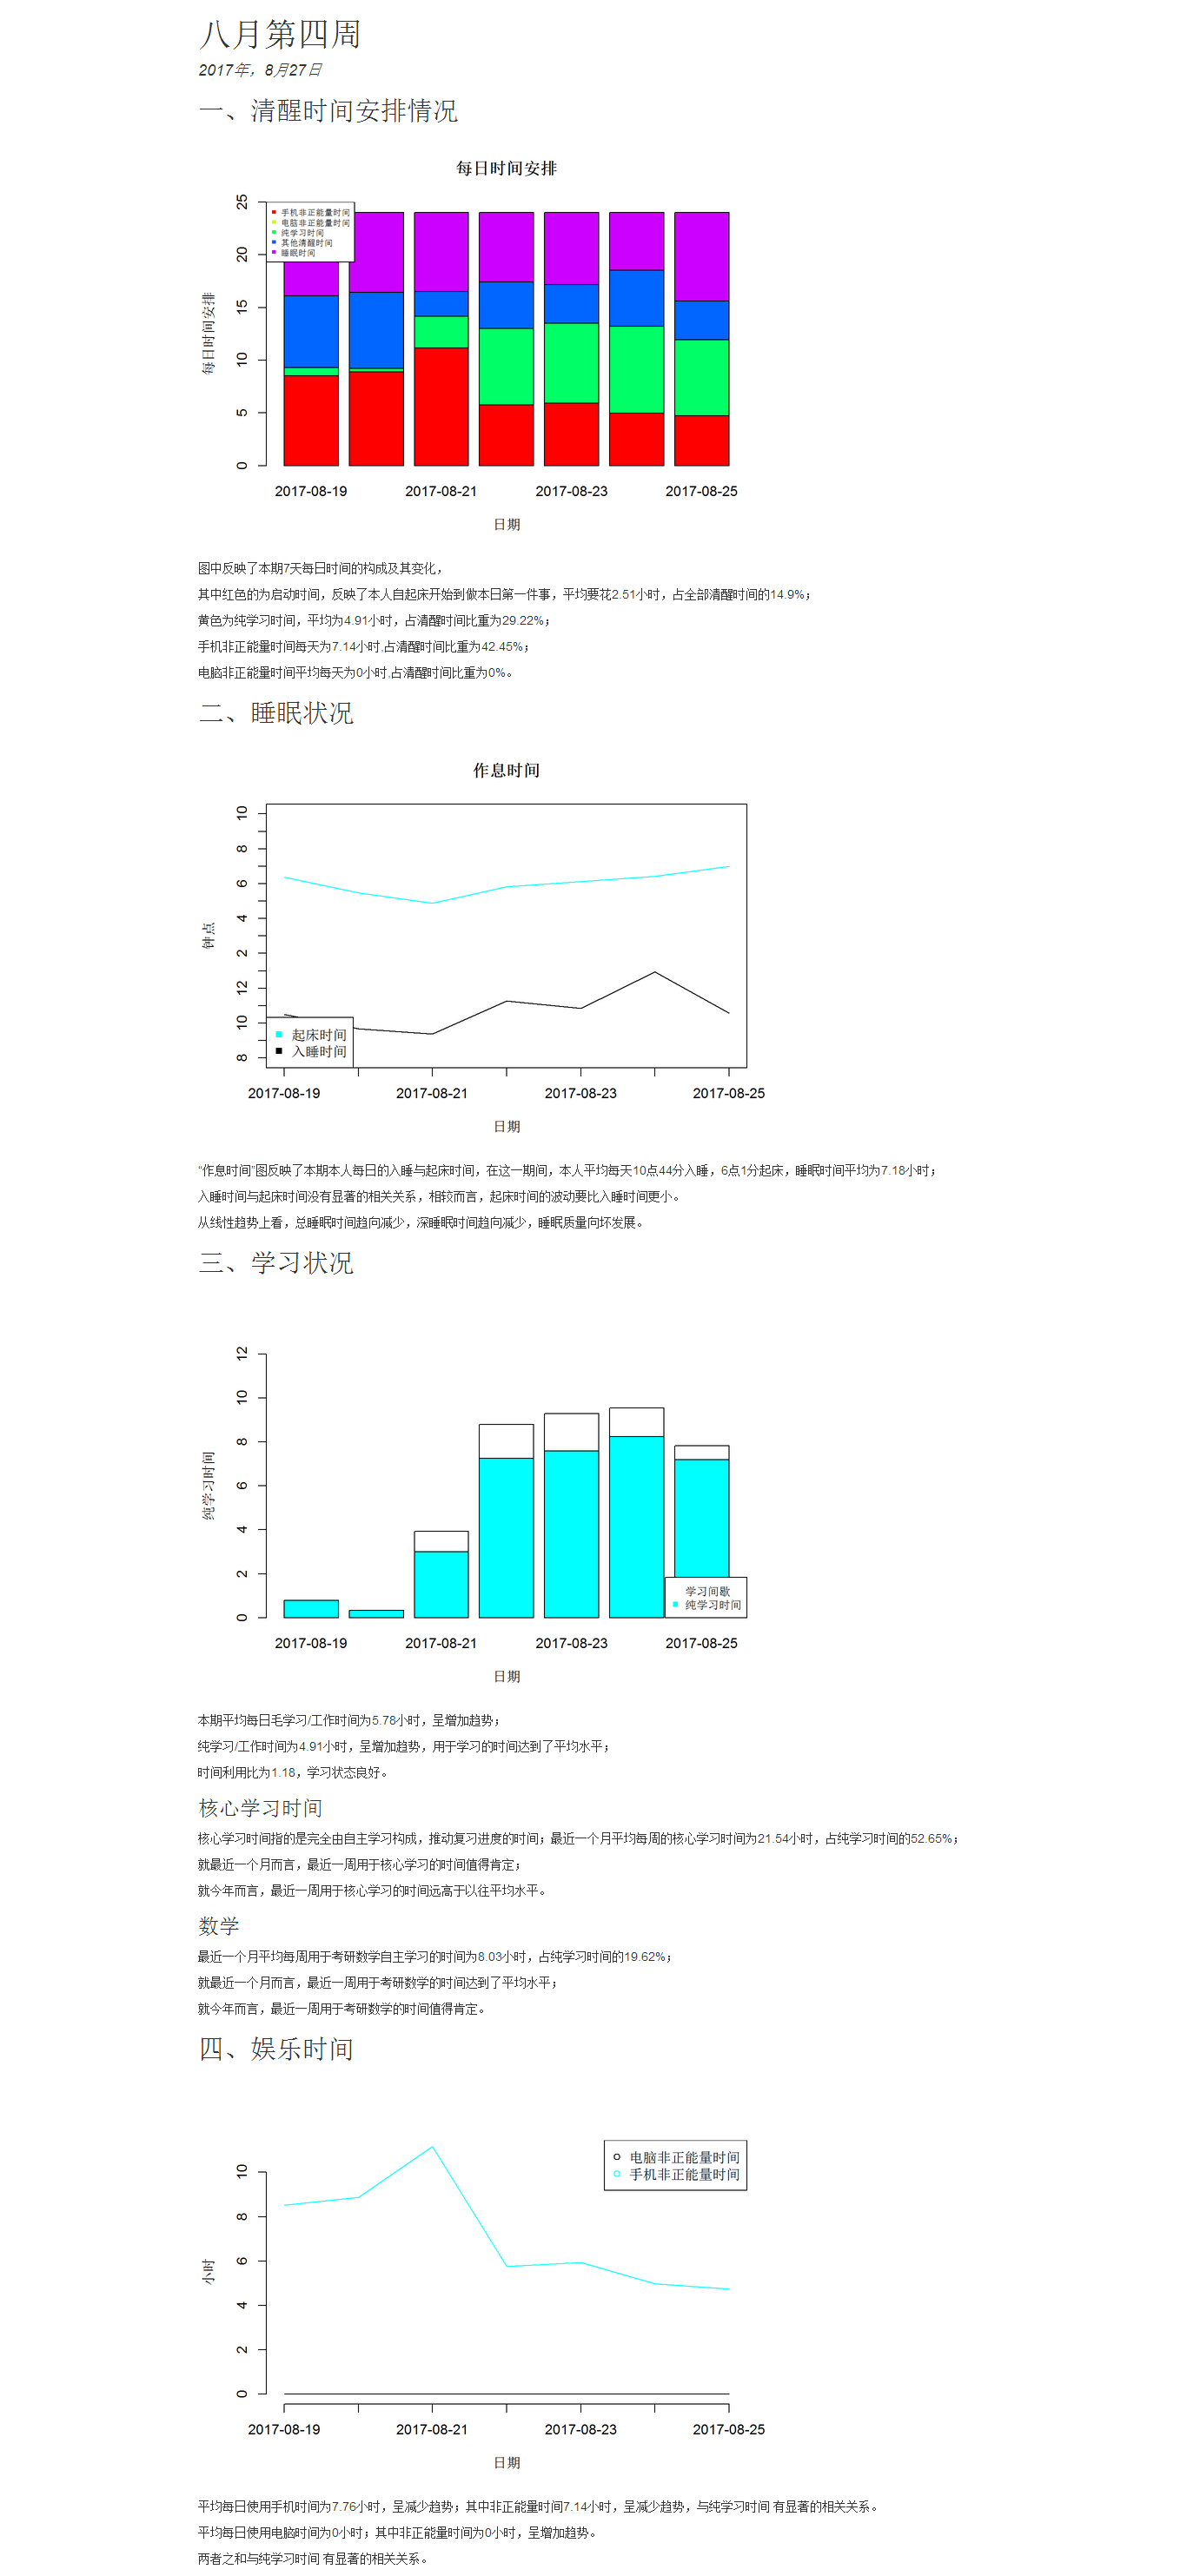 八月第四周
2017年，8月27日
一、清醒时间安排情况
每日时间安排
25
20
15
10
5
0
每日时间安排
手机非正能量时间
电脑非正能量时间
纯学习时间
其他清醒时间
睡眠时间
2017-08-19 2017-08-21 2017-08-23 2017-08-25
日期
图中反映了本期7天每日时间的构成及其变化，
其中红色的为启动时间，反映了本人自起床开始到做本日第一件事，平均要花2.51小时，占全部清醒时间的14.9%；
黄色为纯学习时间，平均为4.91小时，占清醒时间比重为29.22%；
手机非正能量时间每天为7.14小时,占清醒时间比重为42.45%；
电脑非正能量时间平均每天为0小时,占清醒时间比重为0%。
二、睡眠状况
作息时间
10
8
6
4
2
12
10
8
钟点
起床时间
入睡时间
2017-08-19 2017-08-21 2017-08-23 2017-08-25
日期
“作息时间”图反映了本期本人每日的入睡与起床时间，在这一期间，本人平均每天10点44分入睡，6点1分起床，睡眠时间平均为7.18小时；
入睡时间与起床时间没有显著的相关关系，相较而言，起床时间的波动要比入睡时间更小。
从线性趋势上看，总睡眠时间趋向减少，深睡眠时间趋向减少，睡眠质量向坏发展。
三、学习状况
12
10
8
6
4
2
0
纯学习时间
学习间歇
纯学习时间
2017-08-19 2017-08-21 2017-08-23 2017-08-25
日期
本期平均每日毛学习/工作时间为5.78小时，呈增加趋势；
纯学习/工作时间为4.91小时，呈增加趋势，用于学习的时间达到了平均水平；
时间利用比为1.18，学习状态良好。
核心学习时间
核心学习时间指的是完全由自主学习构成，推动复习进度的时间；最近一个月平均每周的核心学习时间为21.54小时，占纯学习时间的52.65%；
就最近一个月而言，最近一周用于核心学习的时间值得肯定；
就今年而言，最近一周用于核心学习的时间远高于以往平均水平。
数学
最近一个月平均每周用于考研数学自主学习的时间为8.03小时，占纯学习时间的19.62%；
就最近一个月而言，最近一周用于考研数学的时间达到了平均水平；
就今年而言，最近一周用于考研数学的时间值得肯定。
四、娱乐时间
电脑非正能量时间
手机非正能量时间
10
8
6
4
2
0
小时
2017-08-19 2017-08-21 2017-08-23 2017-08-25
日期
平均每日使用手机时间为7.76小时，呈减少趋势；其中非正能量时间7.14小时，呈减少趋势，与纯学习时间 有显著的相关关系。
平均每日使用电脑时间为0小时；其中非正能量时间为0小时，呈增加趋势。
两者之和与纯学习时间 有显著的相关关系。